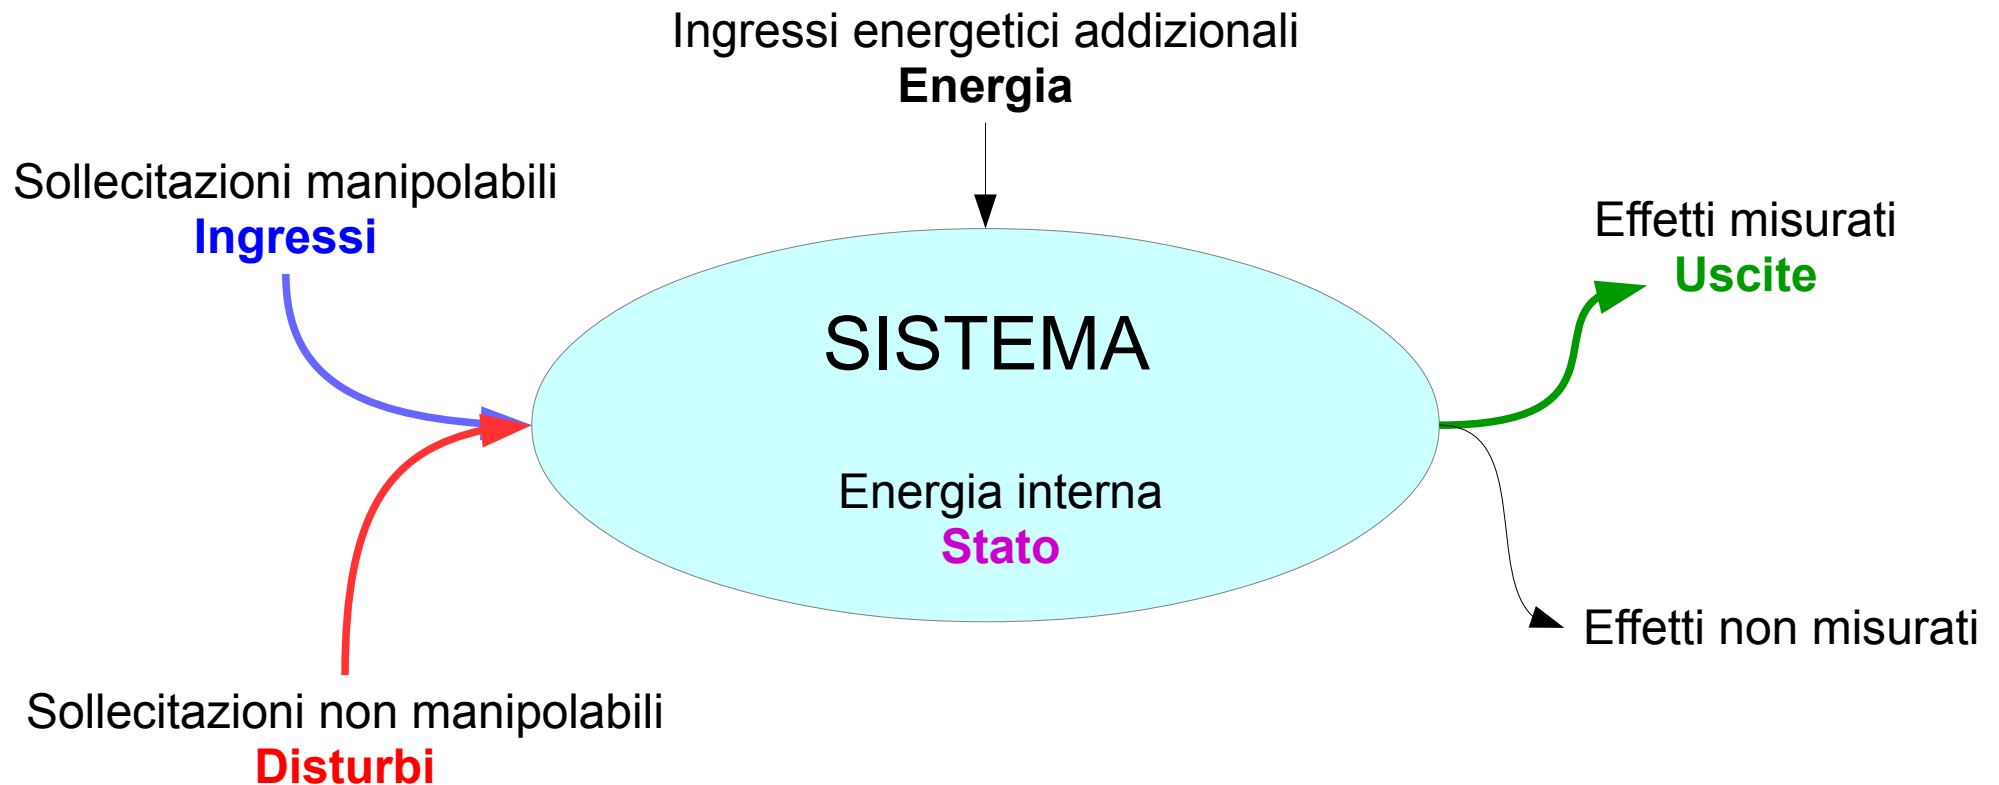 Ingressi energetici addizionali
Energia
Sollecitazioni manipolabili
Ingressi
Effetti misurati
Uscite
SISTEMA
Energia interna
Stato
Effetti non misurati
Sollecitazioni non manipolabili
Disturbi